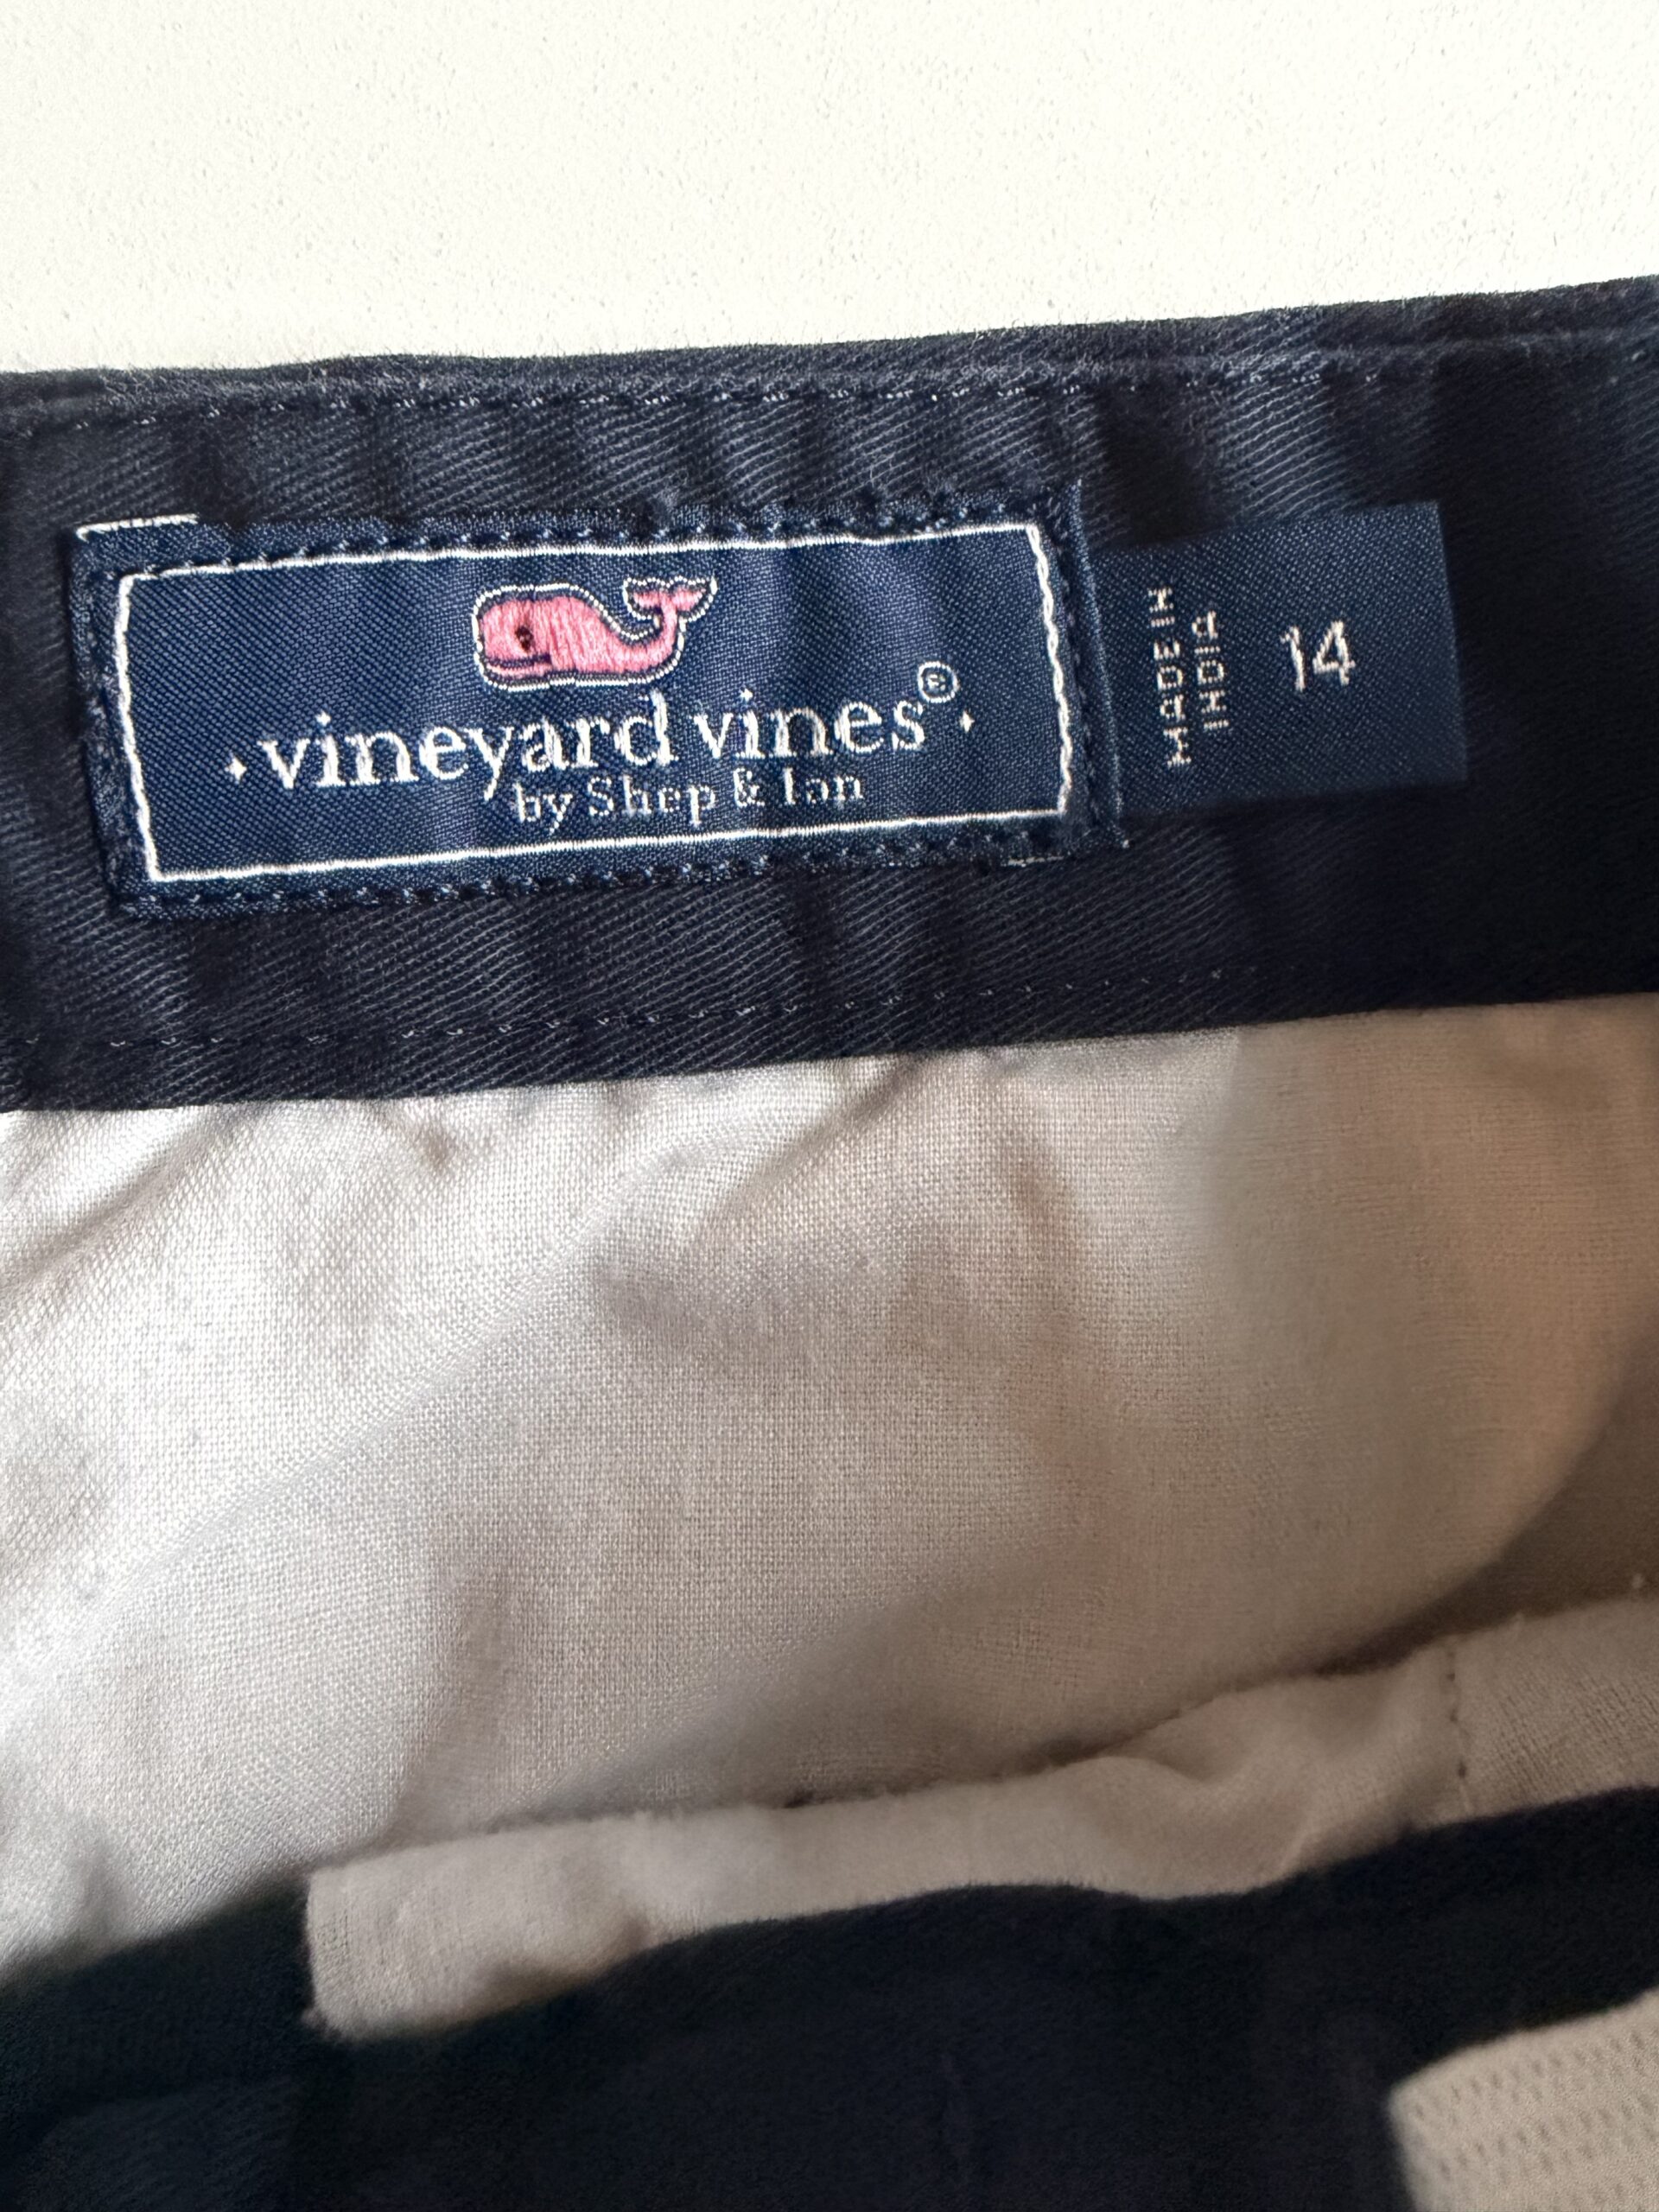 vineyard vines®
by Shep & Ian
MADE IN
INDIA
14